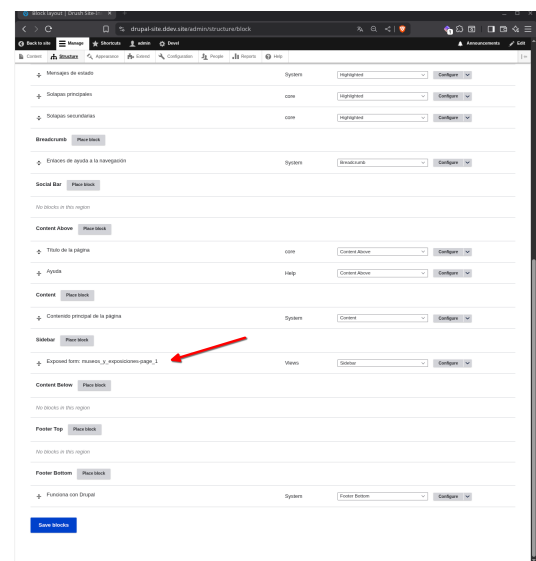 Block layout | Drush Site-In
drupal-site.ddev.site/admin/structure/block
Back to site Manage Shortcuts admin Devel Announcements Edit
Content Structure Appearance Extend Configuration People Reports Help
Mensajes de estado System Highlighted Configure
Solapas principales core Highlighted Configure
Solapas secundarias core Highlighted Configure
Breadcrumb Place block
Enlaces de ayuda a la navegación System Breadcrumb Configure
Social Bar Place block
No blocks in this region
Content Above Place block
Título de la página core Content Above Configure
Ayuda Help Content Above Configure
Content Place block
Contenido principal de la página System Content Configure
Sidebar Place block
Exposed form: museos_y_exposiciones-page_1 Views Sidebar Configure
Content Below Place block
No blocks in this region
Footer Top Place block
No blocks in this region
Footer Bottom Place block
Funciona con Drupal System Footer Bottom Configure
Save blocks